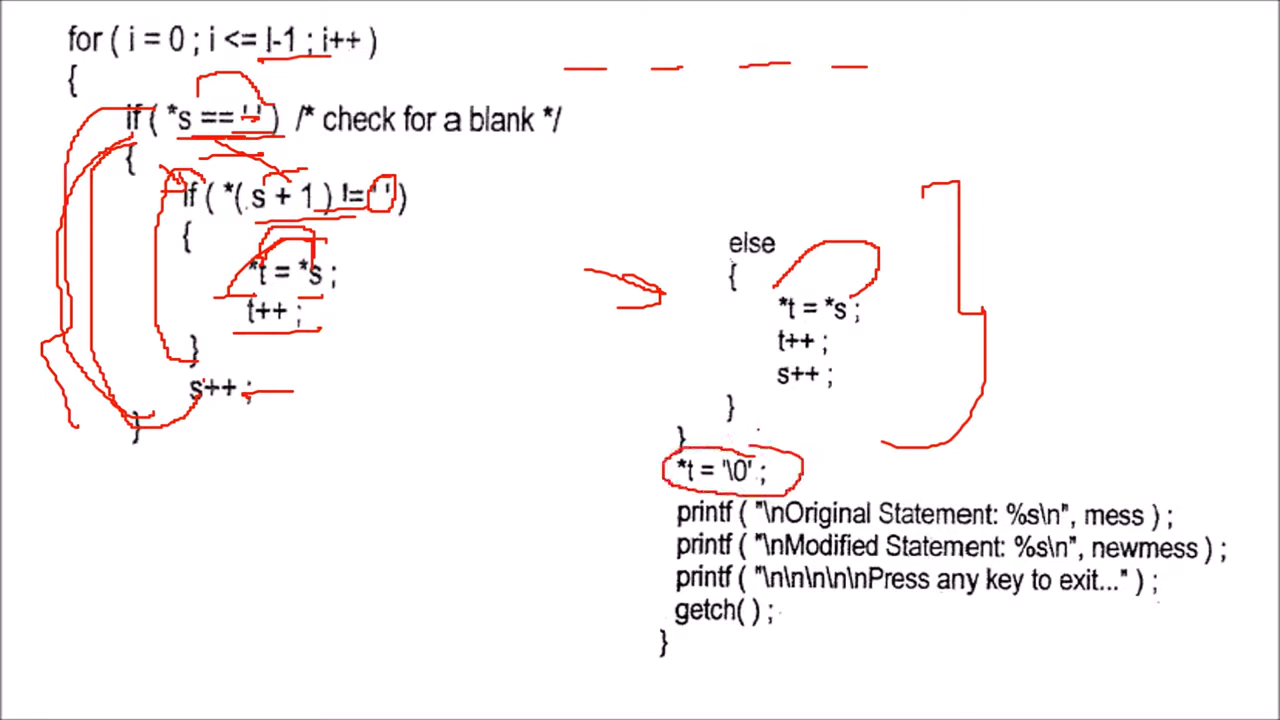 for ( i = 0 ; i <= l-1 ; i++ )
{
if ( *s == ' ' ) /* check for a blank */
{
if ( *( s + 1 ) != ' ' )
{
*t = *s ;
t++ ;
}
s++ ;
}
else
{
*t = *s ;
t++ ;
s++ ;
}
}
*t = '\0' ;
printf ( "\nOriginal Statement: %s\n", mess ) ;
printf ( "\nModified Statement: %s\n", newmess ) ;
printf ( "\n\n\n\n\nPress any key to exit..." ) ;
getch( ) ;
}